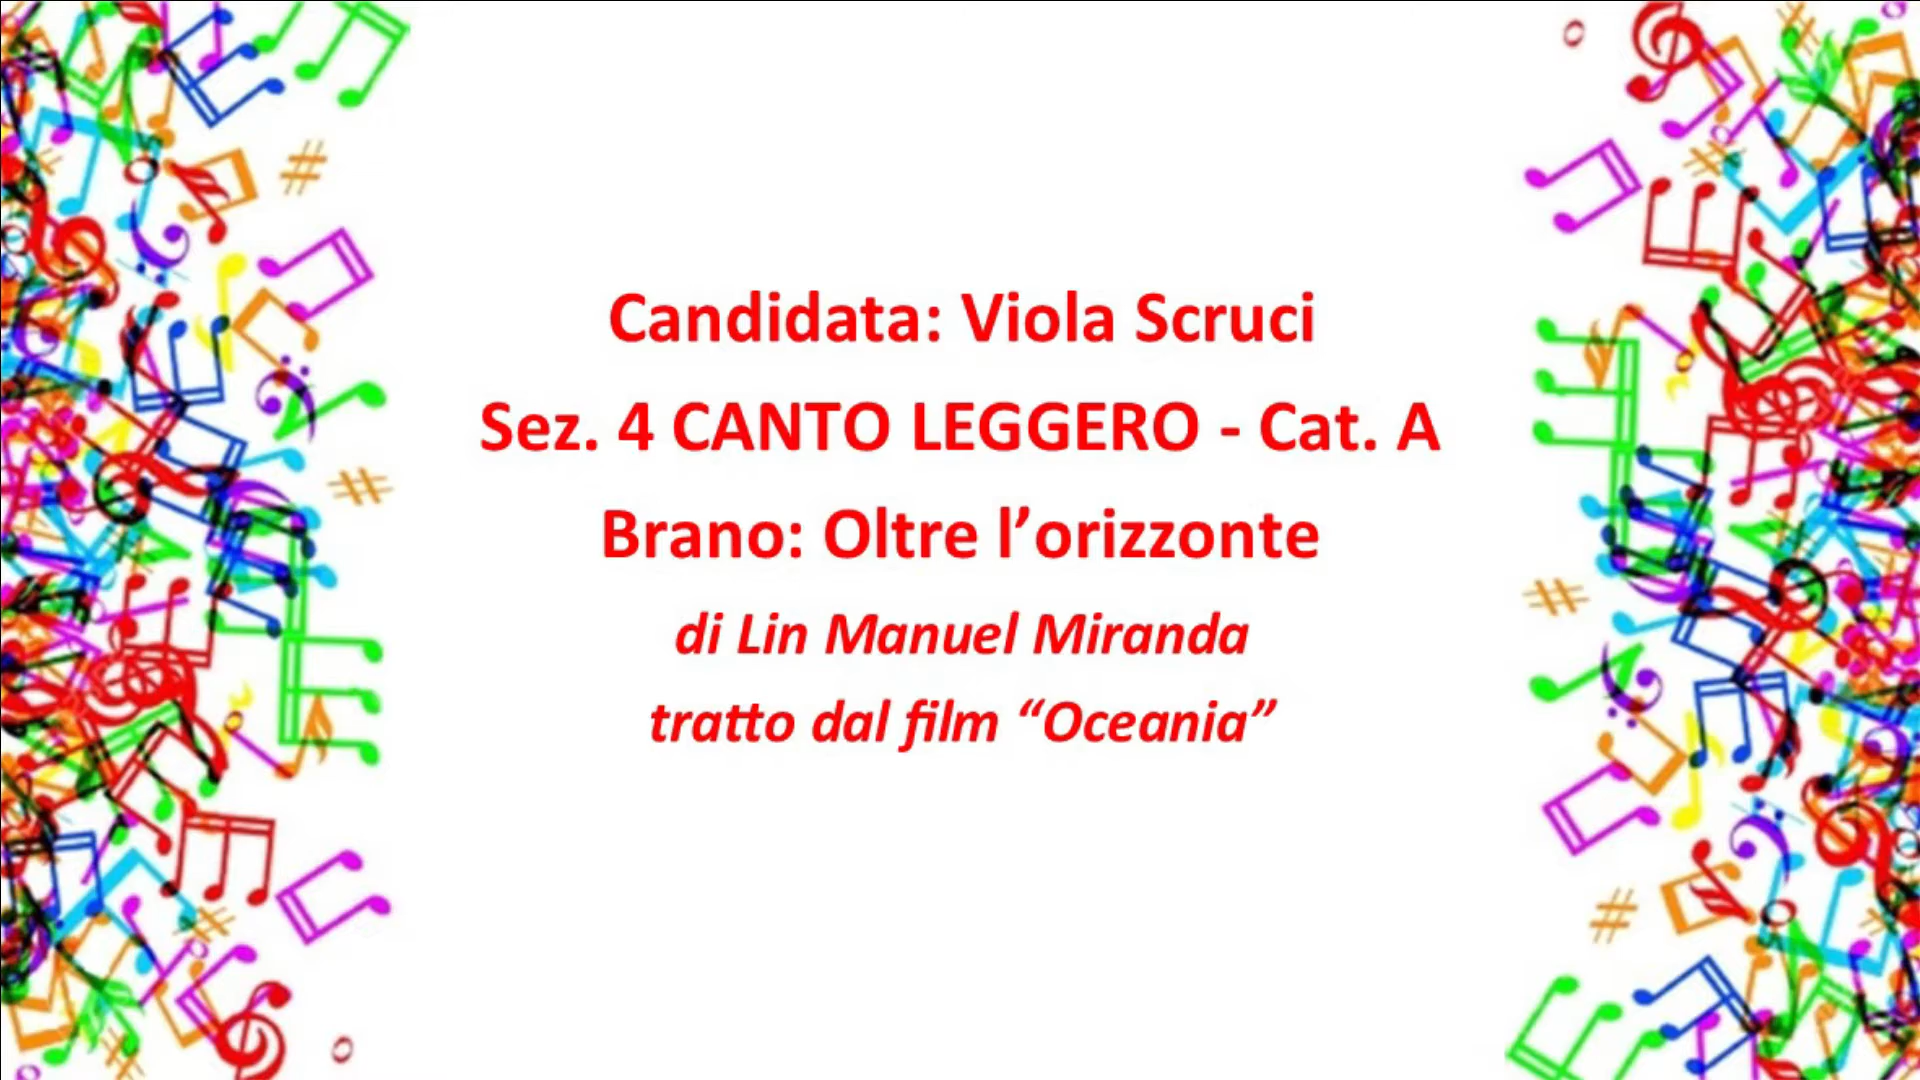 Candidata: Viola Scruci
Sez. 4 CANTO LEGGERO - Cat. A
Brano: Oltre l’orizzonte
di Lin Manuel Miranda
tratto dal film “Oceania”